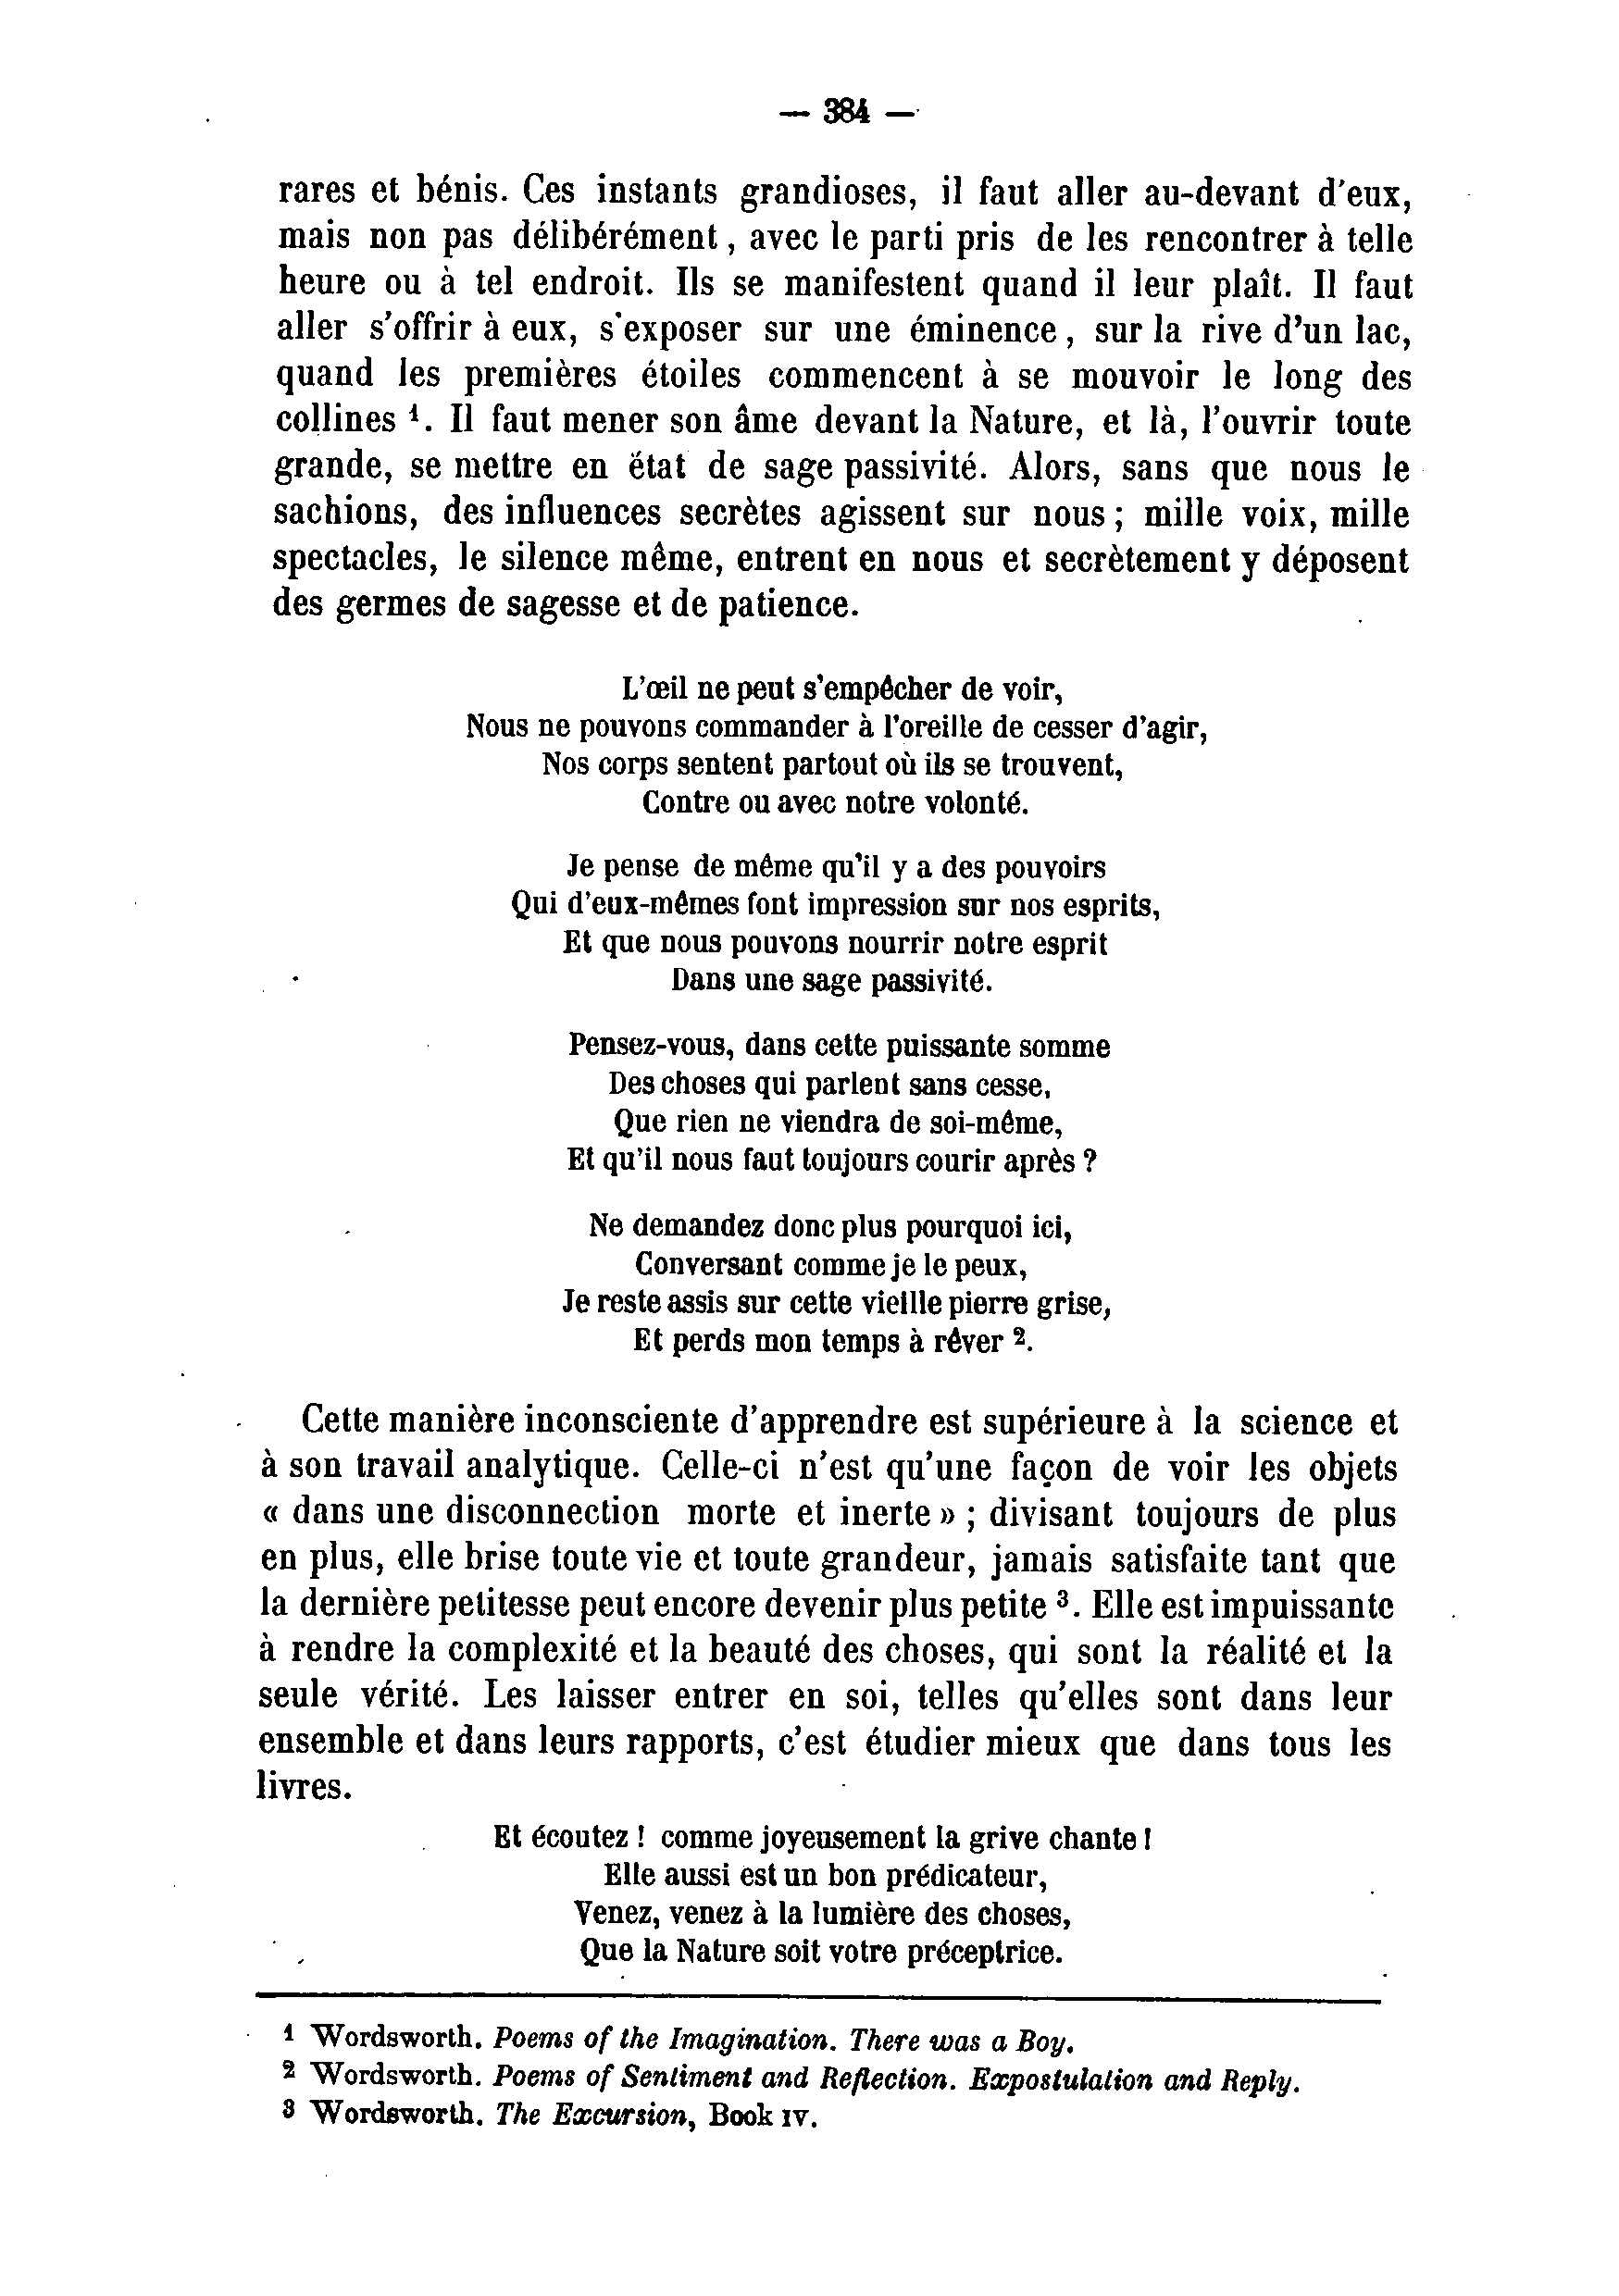 — 384 —
rares et bénis. Ces instants grandioses, il faut aller au-devant d'eux,
mais non pas délibérément, avec le parti pris de les rencontrer à telle
heure ou à tel endroit. Ils se manifestent quand il leur plaît. Il faut
aller s'offrir à eux, s'exposer sur une éminence, sur la rive d'un lac,
quand les premières étoiles commencent à se mouvoir le long des
collines ¹. Il faut mener son âme devant la Nature, et là, l'ouvrir toute
grande, se mettre en état de sage passivité. Alors, sans que nous le
sachions, des influences secrètes agissent sur nous; mille voix, mille
spectacles, le silence même, entrent en nous et secrètement y déposent
des germes de sagesse et de patience.
L'œil ne peut s'empêcher de voir,
Nous ne pouvons commander à l'oreille de cesser d'agir,
Nos corps sentent partout où ils se trouvent,
Contre ou avec notre volonté.
Je pense de même qu'il y a des pouvoirs
Qui d'eux-mêmes font impression sur nos esprits,
Et que nous pouvons nourrir notre esprit
Dans une sage passivité.
Pensez-vous, dans cette puissante somme
Des choses qui parlent sans cesse,
Que rien ne viendra de soi-même,
Et qu'il nous faut toujours courir après ?
Ne demandez donc plus pourquoi ici,
Conversant comme je le peux,
Je reste assis sur cette vieille pierre grise,
Et perds mon temps à rêver ².
Cette manière inconsciente d'apprendre est supérieure à la science et
à son travail analytique. Celle-ci n'est qu'une façon de voir les objets
« dans une disconnection morte et inerte » ; divisant toujours de plus
en plus, elle brise toute vie et toute grandeur, jamais satisfaite tant que
la dernière petitesse peut encore devenir plus petite ³. Elle est impuissante
à rendre la complexité et la beauté des choses, qui sont la réalité et la
seule vérité. Les laisser entrer en soi, telles qu'elles sont dans leur
ensemble et dans leurs rapports, c'est étudier mieux que dans tous les
livres.
Et écoutez ! comme joyeusement la grive chante !
Elle aussi est un bon prédicateur,
Venez, venez à la lumière des choses,
Que la Nature soit votre préceptrice.
¹ Wordsworth. Poems of the Imagination. There was a Boy.
² Wordsworth. Poems of Sentiment and Reflection. Expostulation and Reply.
³ Wordsworth. The Excursion, Book IV.